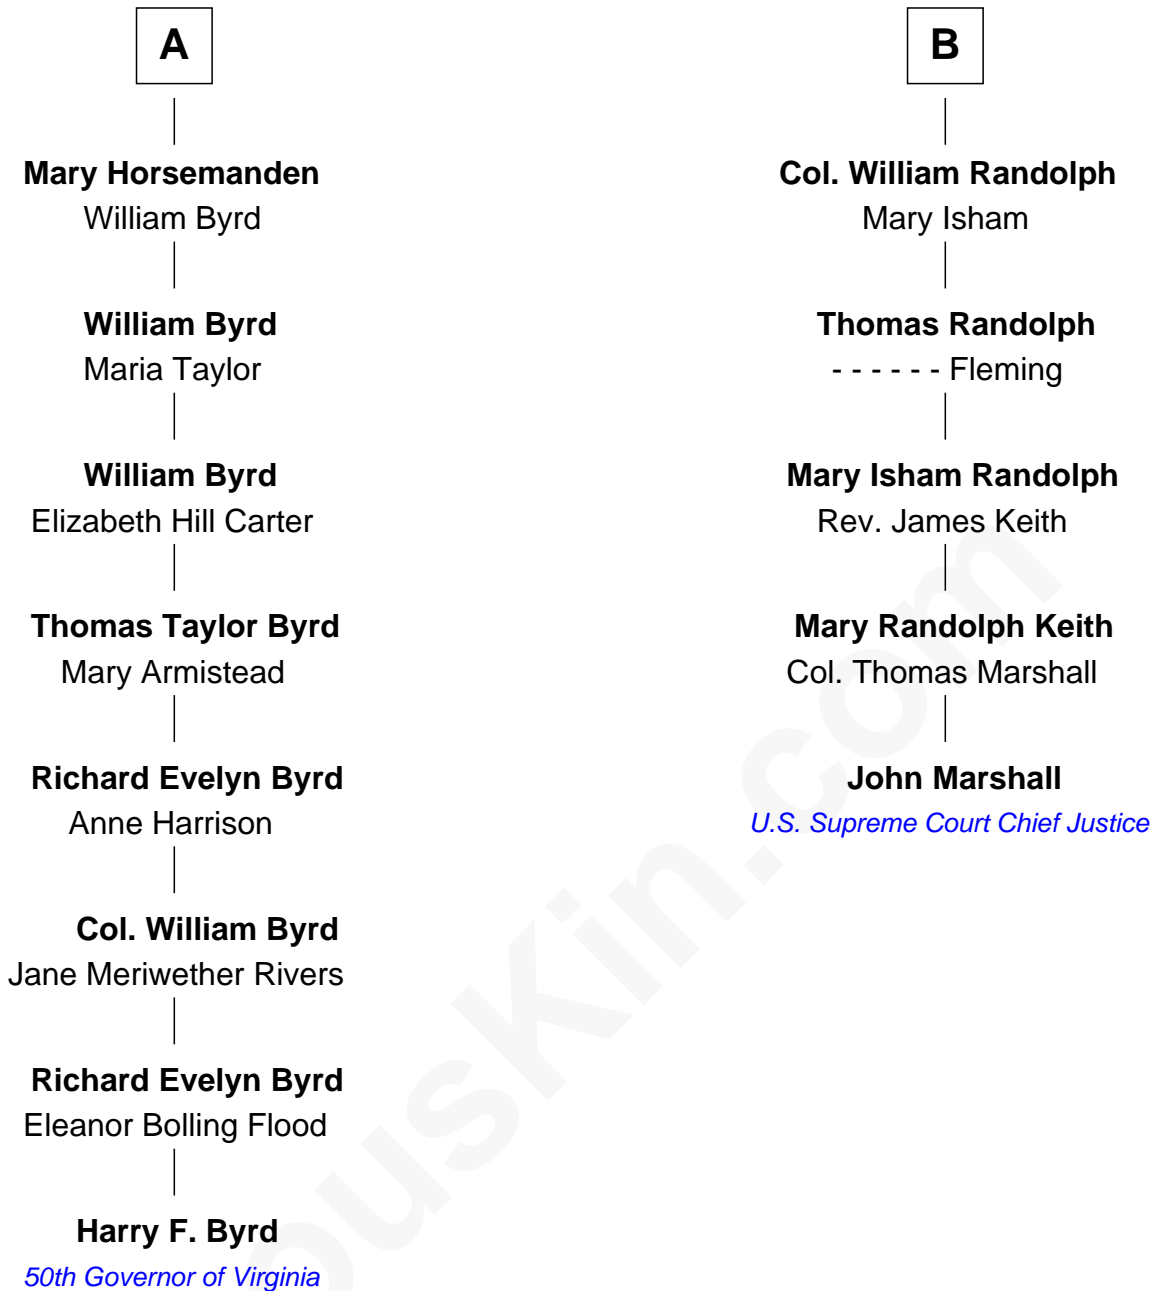 A
Mary Horsemanden
William Byrd
William Byrd
Maria Taylor
William Byrd
Elizabeth Hill Carter
Thomas Taylor Byrd
Mary Armistead
Richard Evelyn Byrd
Anne Harrison
Col. William Byrd
Jane Meriwether Rivers
Richard Evelyn Byrd
Eleanor Bolling Flood
Harry F. Byrd
50th Governor of Virginia
B
Col. William Randolph
Mary Isham
Thomas Randolph
- - - - - - Fleming
Mary Isham Randolph
Rev. James Keith
Mary Randolph Keith
Col. Thomas Marshall
John Marshall
U.S. Supreme Court Chief Justice
ousKin.com